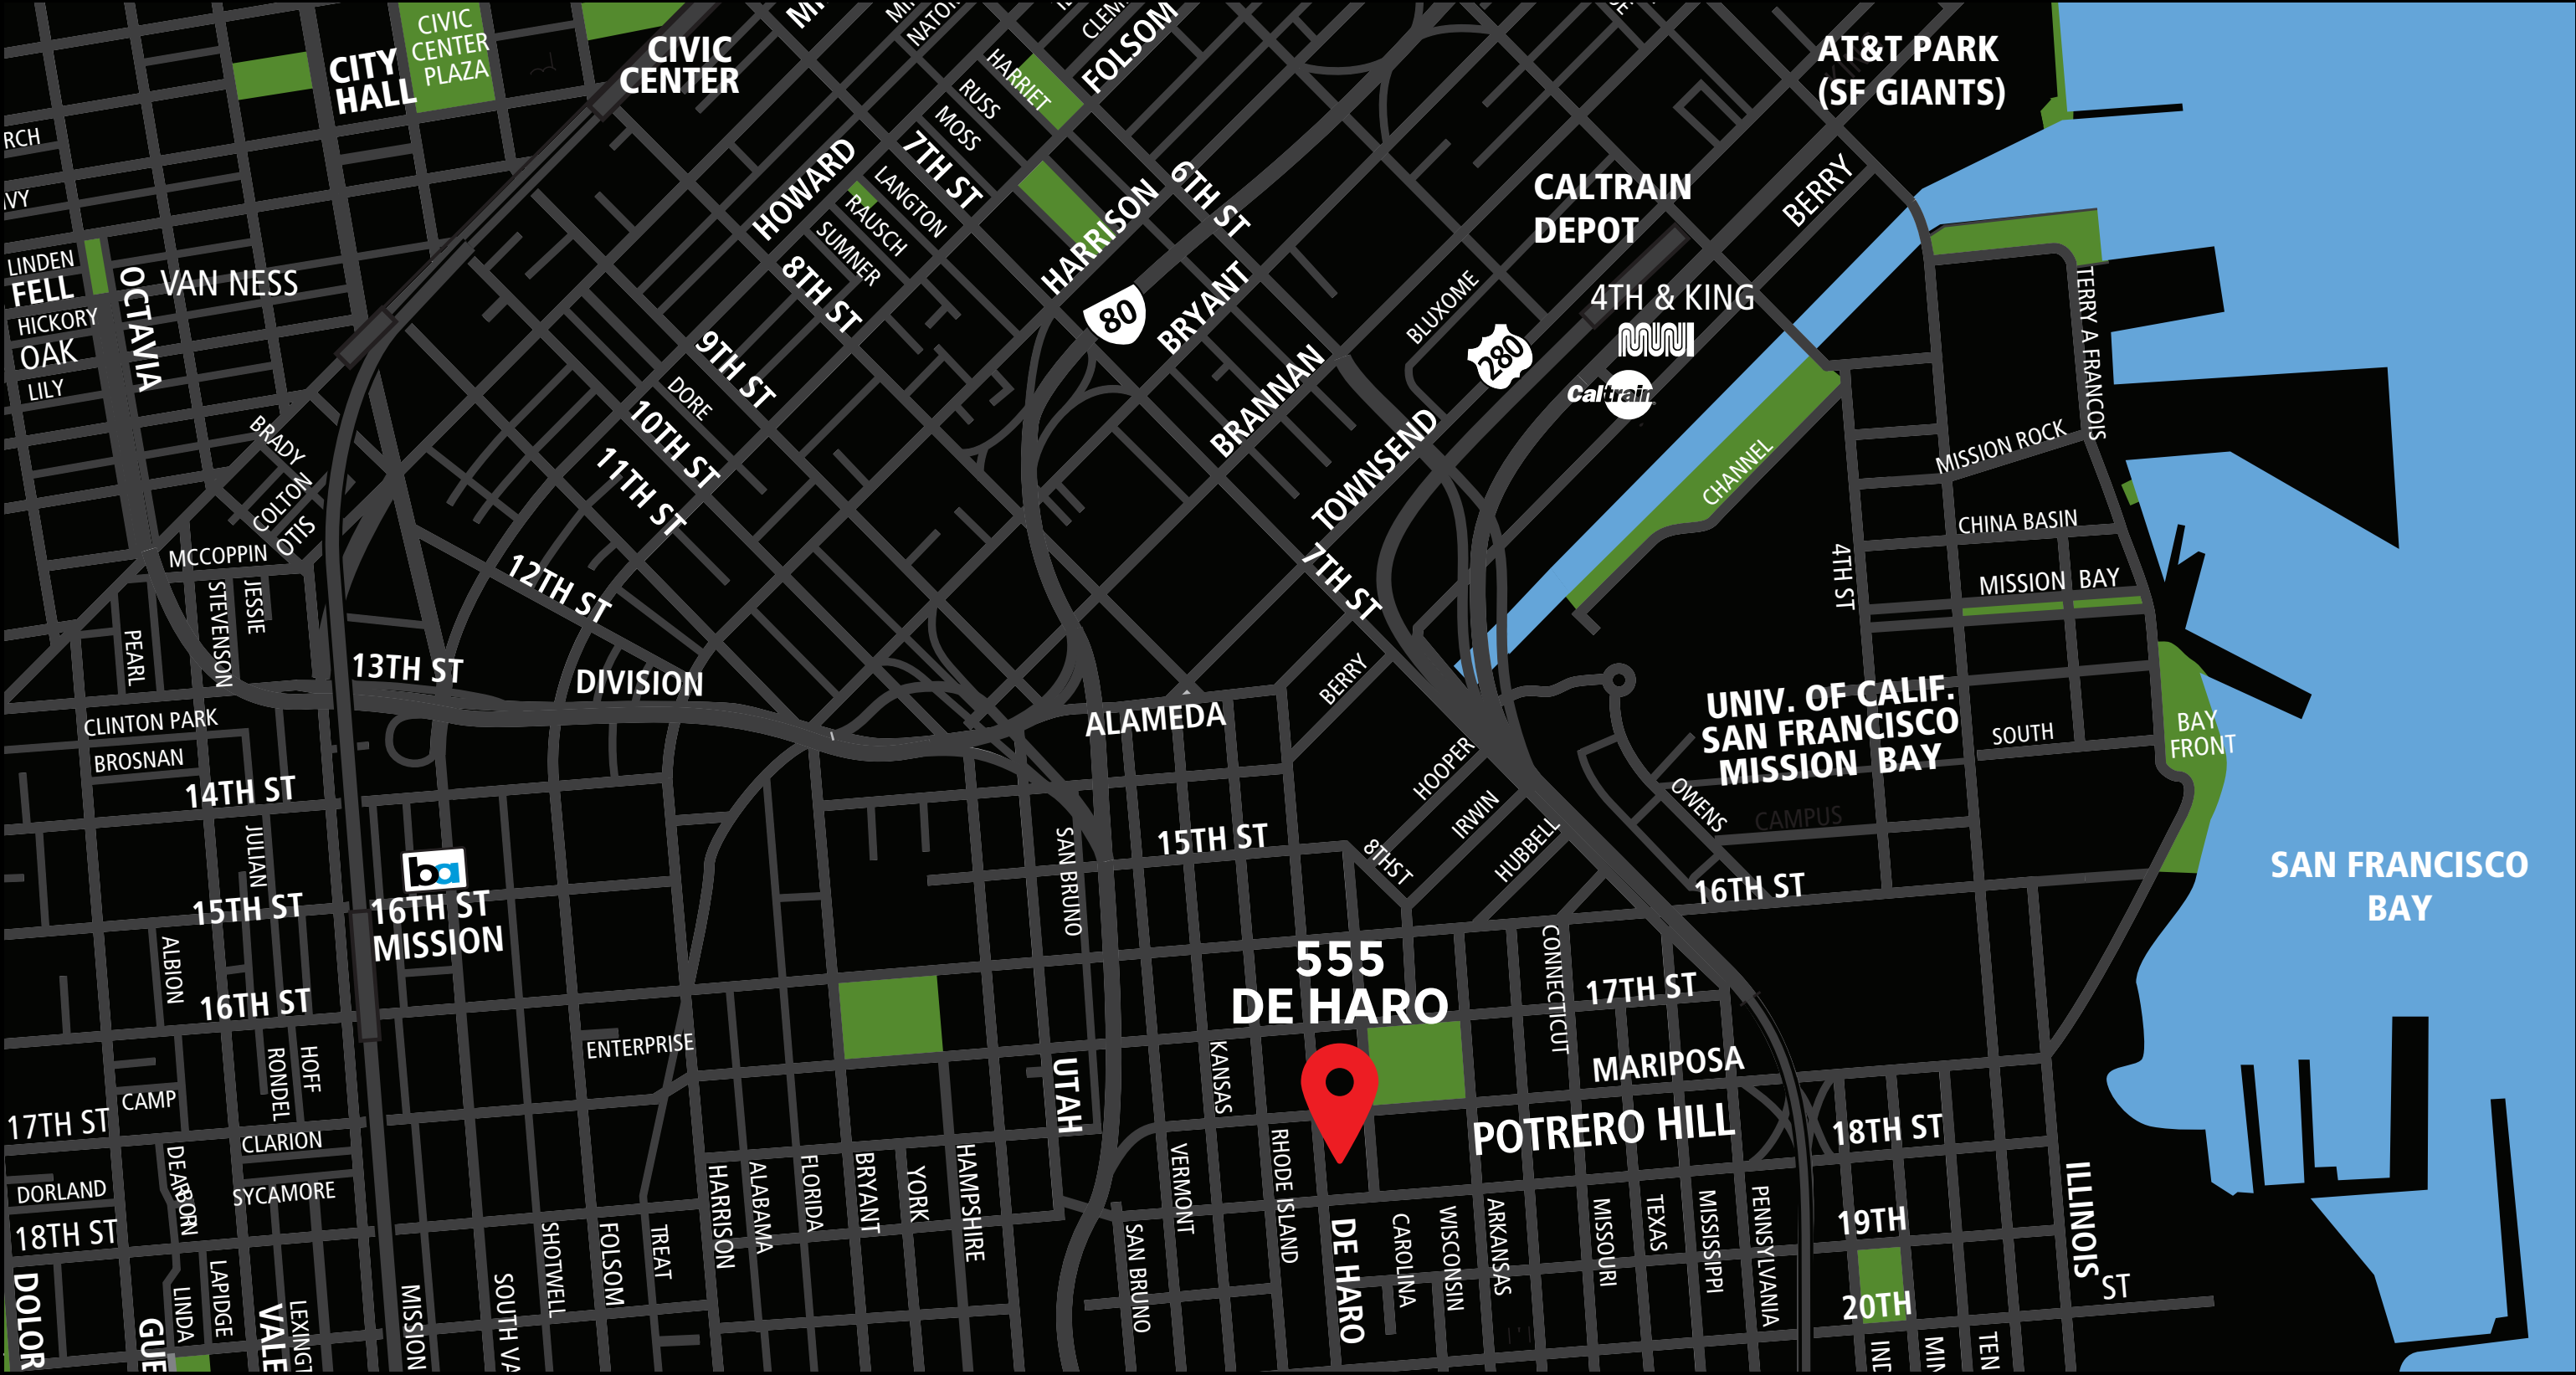 CIVIC
CENTER
PLAZA
CITY
HALL
CIVIC
CENTER
HARRIET
FOLSOM
RUSS
MOSS
7TH ST
HOWARD
LANGTON
RAUSCH
SUMNER
8TH ST
HARRISON
6TH ST
80
BRYANT
AT&T PARK
(SF GIANTS)
CALTRAIN
DEPOT
BERRY
4TH & KING
MUNI
Caltrain
BLUXOME
280
BRANNAN
TOWNSEND
7TH ST
LINDEN
FELL
HICKORY
OAK
LILY
OCTAVIA
VAN NESS
9TH ST
DORE
10TH ST
11TH ST
12TH ST
BRADY
COLTON
OTIS
MCCOPPIN
STEVENSON
JESSIE
PEARL
13TH ST
DIVISION
CLINTON PARK
BROSNAN
14TH ST
JULIAN
15TH ST
ba
16TH ST
MISSION
ALBION
16TH ST
RONDEL
HOFF
CAMP
17TH ST
CLARION
DEARBORN
SYCAMORE
DORLAND
18TH ST
LINDA
LAPIDGE
MISSION
SHOTWELL
FOLSOM
TREAT
HARRISON
ALABAMA
FLORIDA
BRYANT
YORK
HAMPSHIRE
ENTERPRISE
UTAH
SAN BRUNO
SAN BRUNO
VERMONT
KANSAS
RHODE ISLAND
ALAMEDA
BERRY
15TH ST
8THST
HOOPER
IRWIN
HUBBELL
555
DE HARO
DE HARO
CAROLINA
WISCONSIN
ARKANSAS
CONNECTICUT
17TH ST
MARIPOSA
POTRERO HILL
MISSOURI
TEXAS
MISSISSIPPI
PENNSYLVANIA
18TH ST
19TH
20TH
ILLINOIS
ST
CHANNEL
TERRY A FRANCOIS
MISSION ROCK
CHINA BASIN
MISSION BAY
4TH ST
UNIV. OF CALIF.
SAN FRANCISCO
MISSION BAY
SOUTH
BAY
FRONT
OWENS
CAMPUS
16TH ST
SAN FRANCISCO
BAY